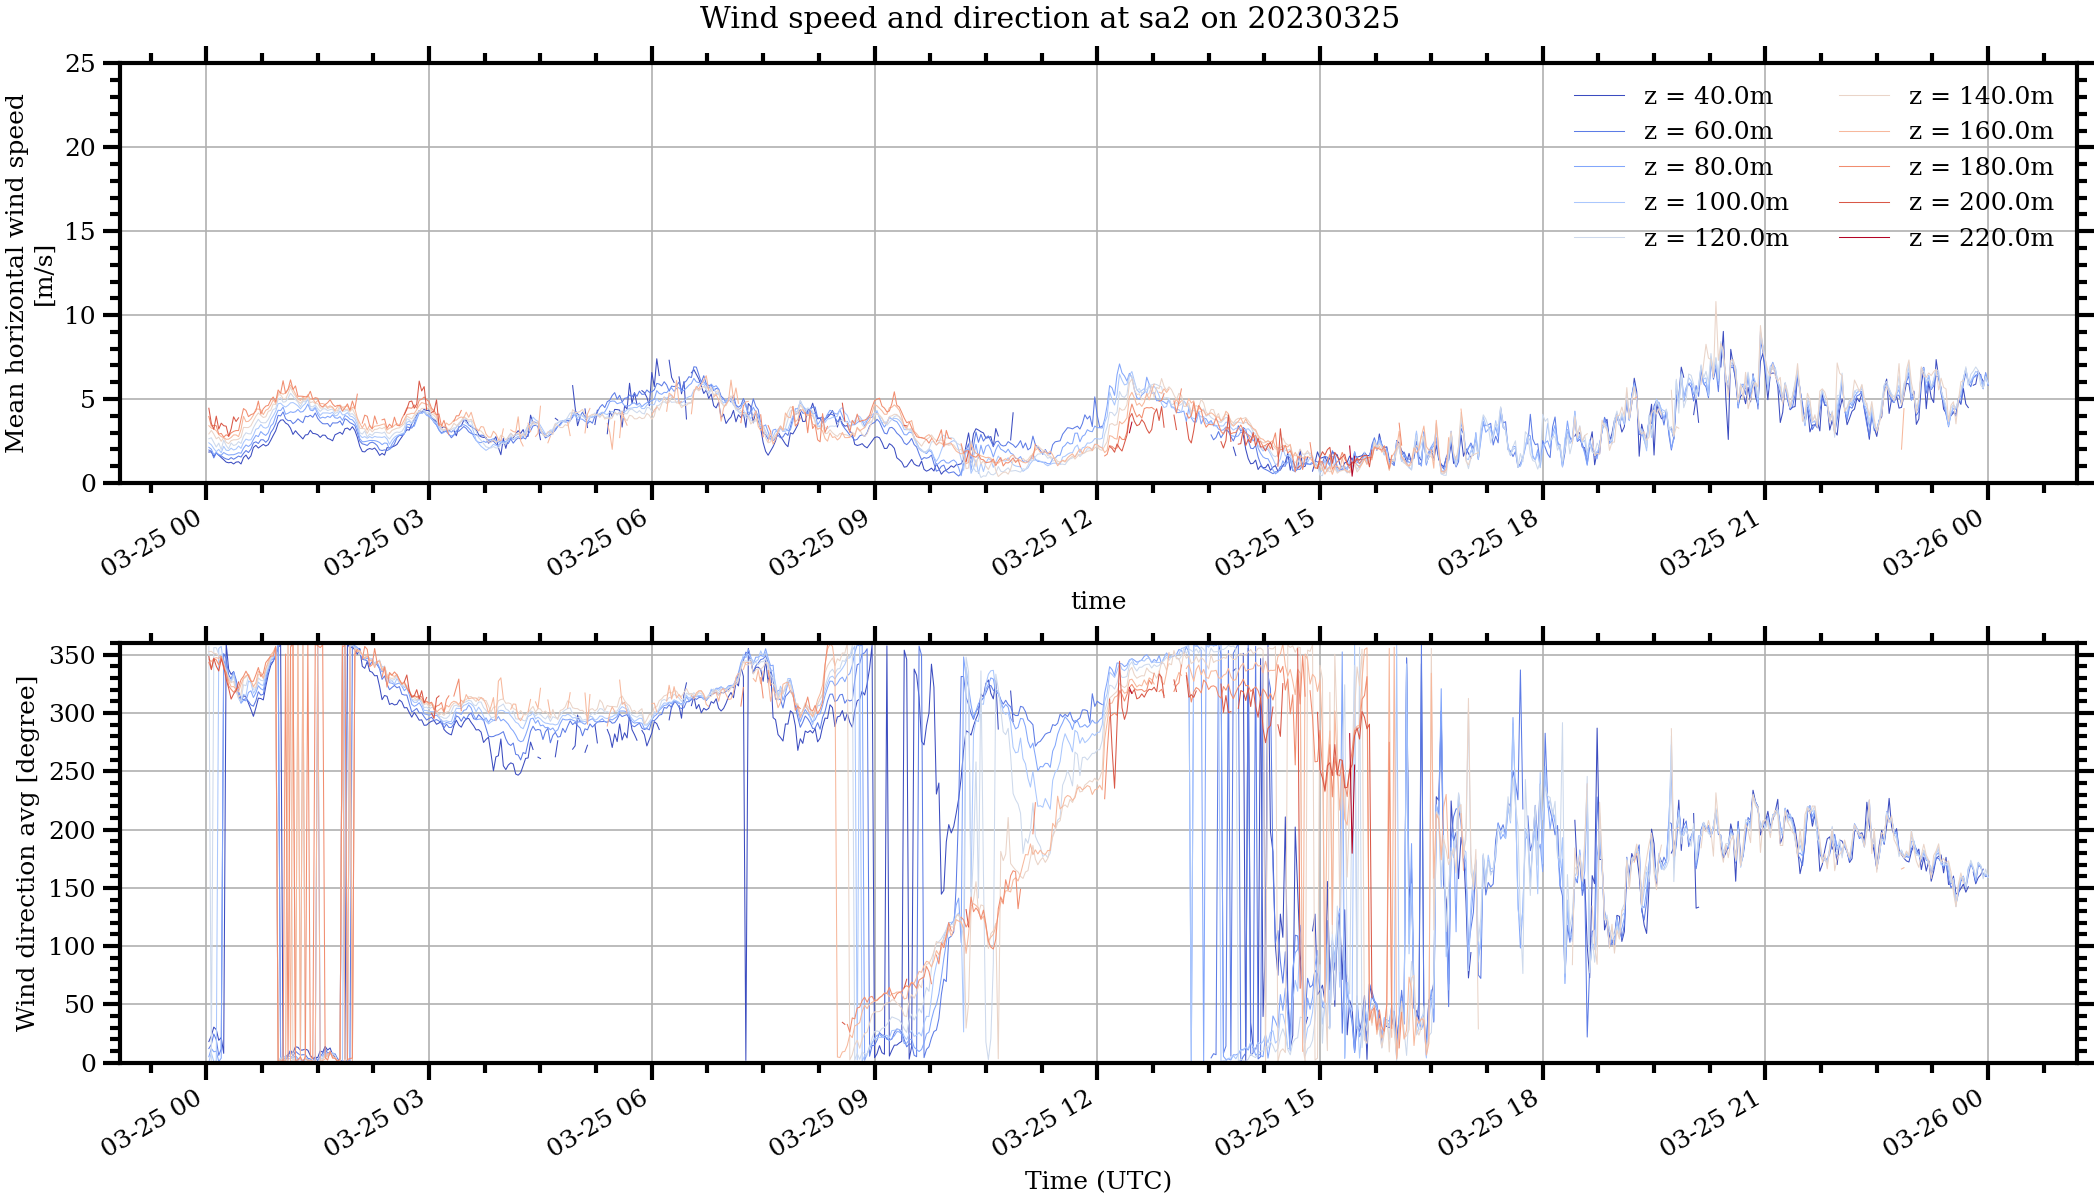 Wind speed and direction at sa2 on 20230325
Mean horizontal wind speed
[m/s]
25
20
15
10
5
0
z = 40.0m
z = 60.0m
z = 80.0m
z = 100.0m
z = 120.0m
z = 140.0m
z = 160.0m
z = 180.0m
z = 200.0m
z = 220.0m
03-25 00
03-25 03
03-25 06
03-25 09
03-25 12
03-25 15
03-25 18
03-25 21
03-26 00
time
Wind direction avg [degree]
350
300
250
200
150
100
50
0
03-25 00
03-25 03
03-25 06
03-25 09
03-25 12
03-25 15
03-25 18
03-25 21
03-26 00
Time (UTC)